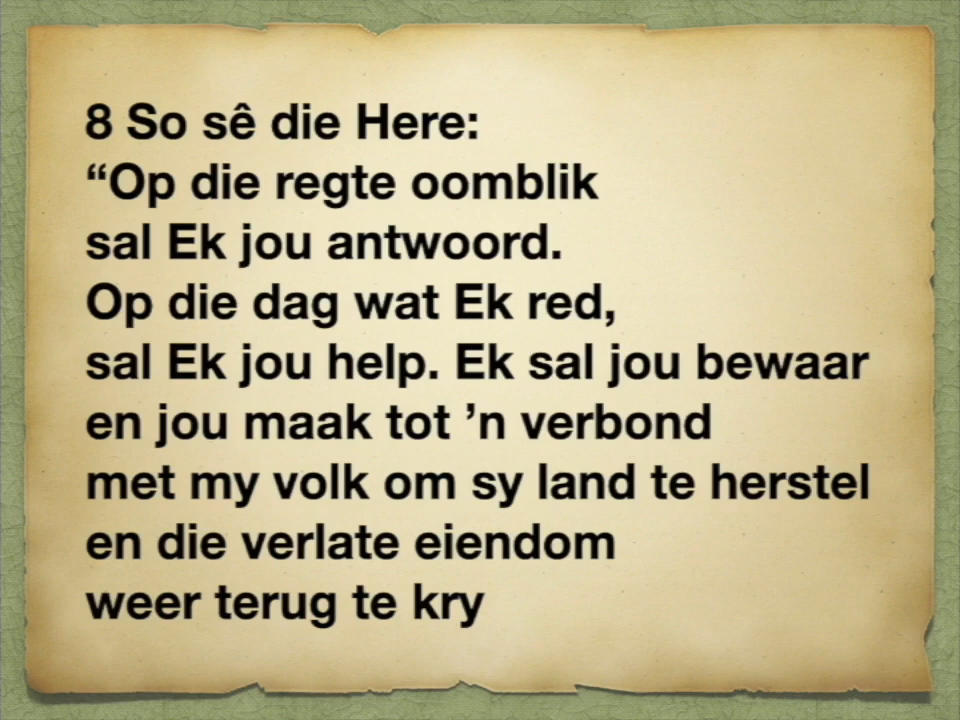 8 So sê die Here:
“Op die regte oomblik
sal Ek jou antwoord.
Op die dag wat Ek red,
sal Ek jou help. Ek sal jou bewaar
en jou maak tot ’n verbond
met my volk om sy land te herstel
en die verlate eiendom
weer terug te kry